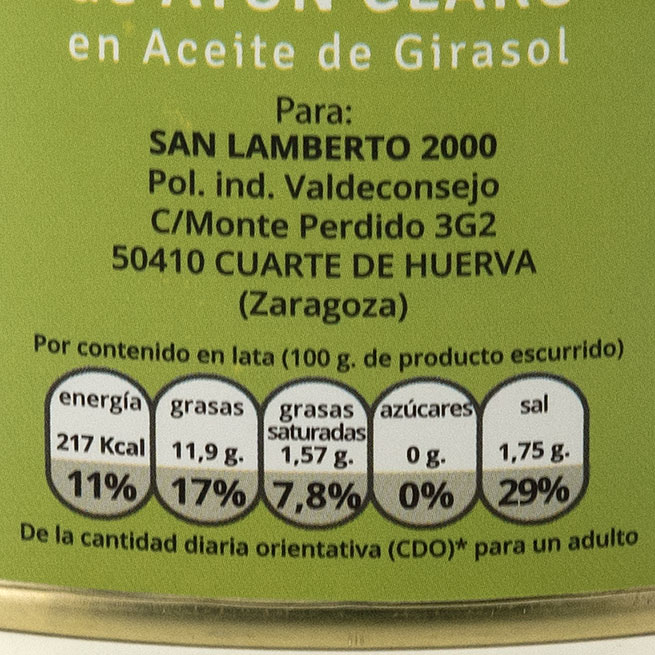 de ATÚN CLARO
en Aceite de Girasol
Para:
SAN LAMBERTO 2000
Pol. ind. Valdeconsejo
C/Monte Perdido 3G2
50410 CUARTE DE HUERVA
(Zaragoza)
Por contenido en lata (100 g. de producto escurrido)
energía grasas grasas saturadas azúcares sal
217 Kcal 11,9 g. 1,57 g. 0 g. 1,75 g.
11% 17% 7,8% 0% 29%
De la cantidad diaria orientativa (CDO)* para un adulto